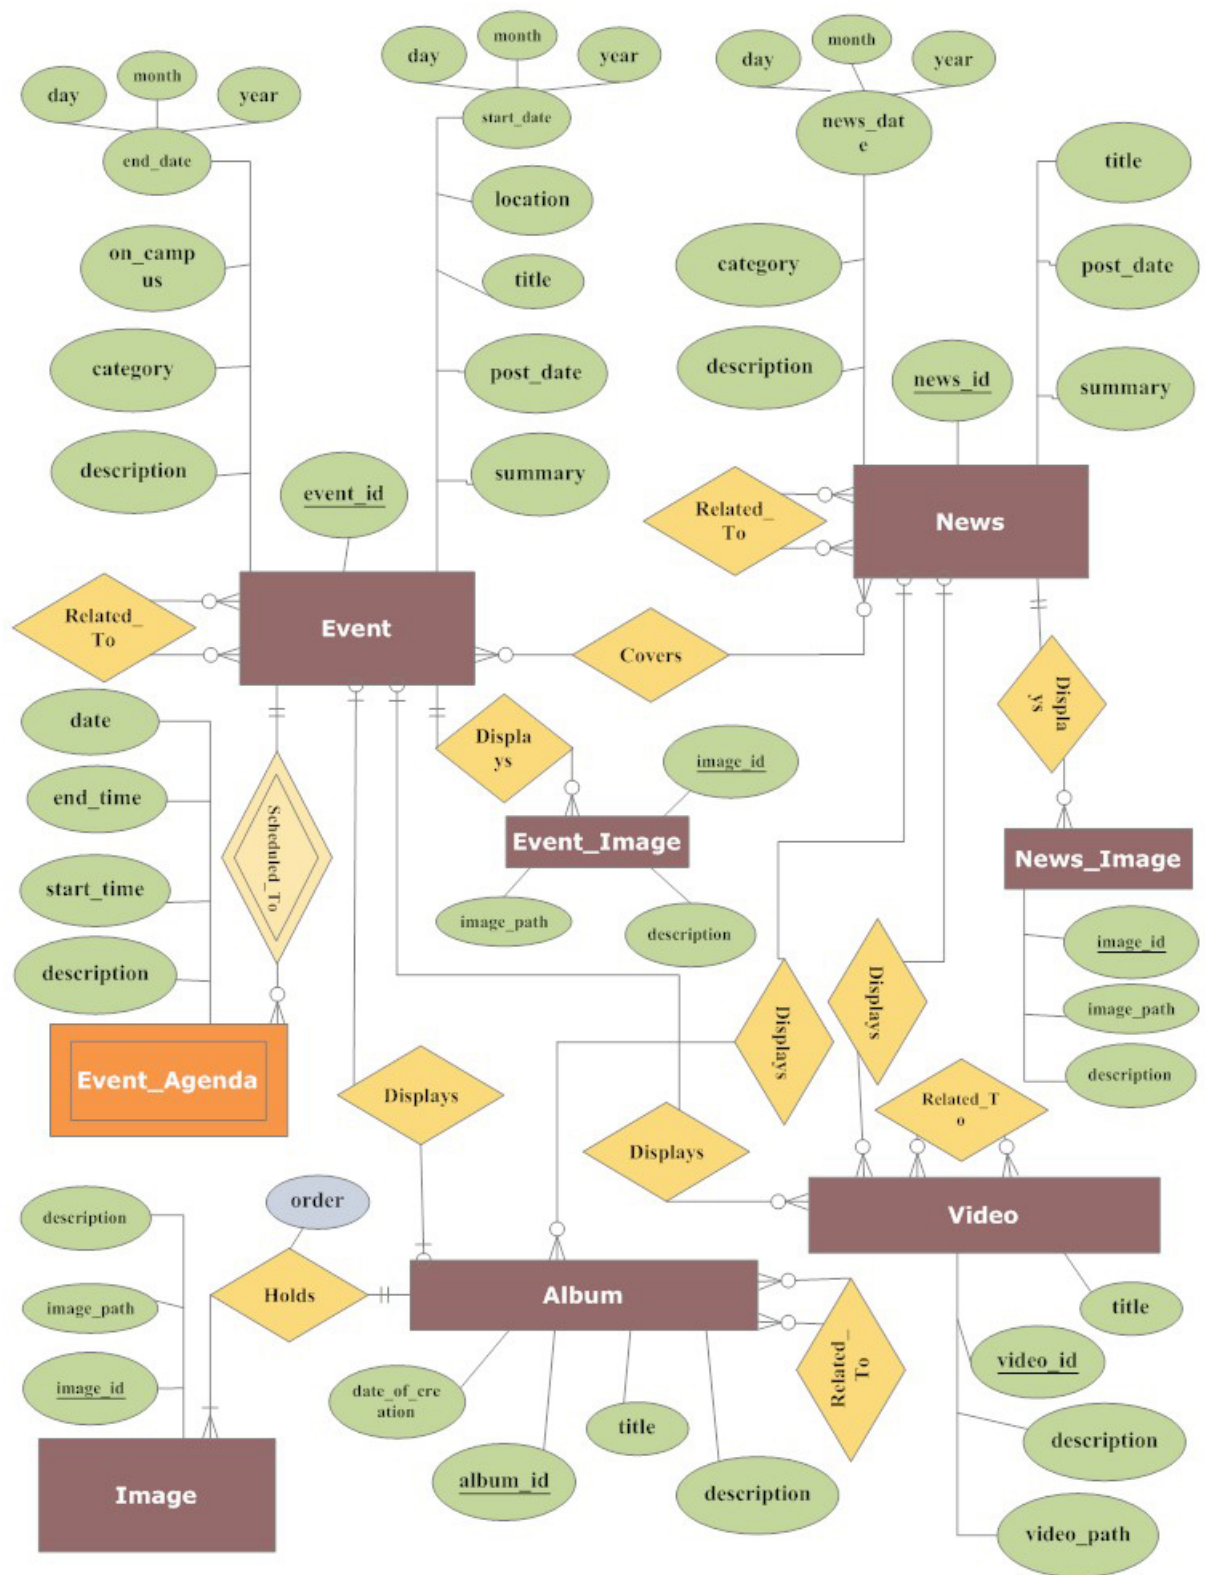 month
day
year
start_date
month
day
year
news_dat
e
month
day
year
end_date
on_camp
us
category
description
event_id
location
title
post_date
summary
category
description
news_id
title
post_date
summary
Related_
To
News
Related_
To
Event
Covers
Displa
ys
date
end_time
start_time
description
Scheduled_To
Displa
ys
image_id
Event_Image
image_path
description
News_Image
image_id
image_path
description
Displays
Displays
Event_Agenda
Displays
Displays
Related_T
o
Video
description
image_path
image_id
order
Holds
Image
Album
date_of_cre
ation
album_id
title
description
Related_
To
title
video_id
description
video_path